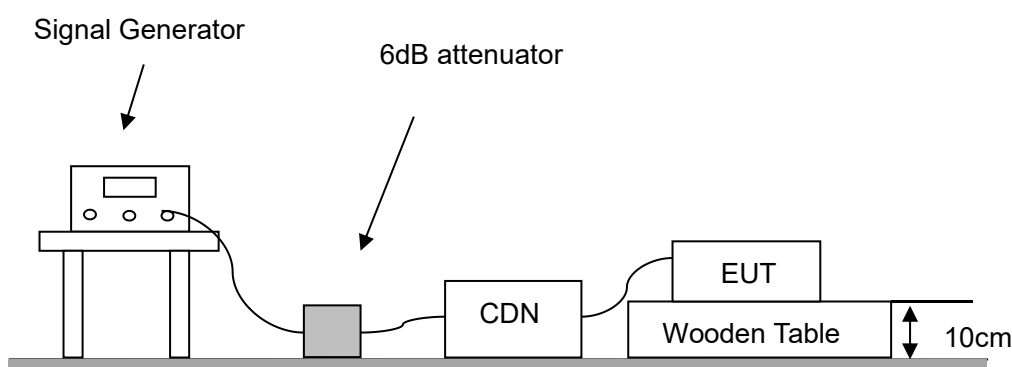 Signal Generator
6dB attenuator
EUT
CDN
Wooden Table
10cm